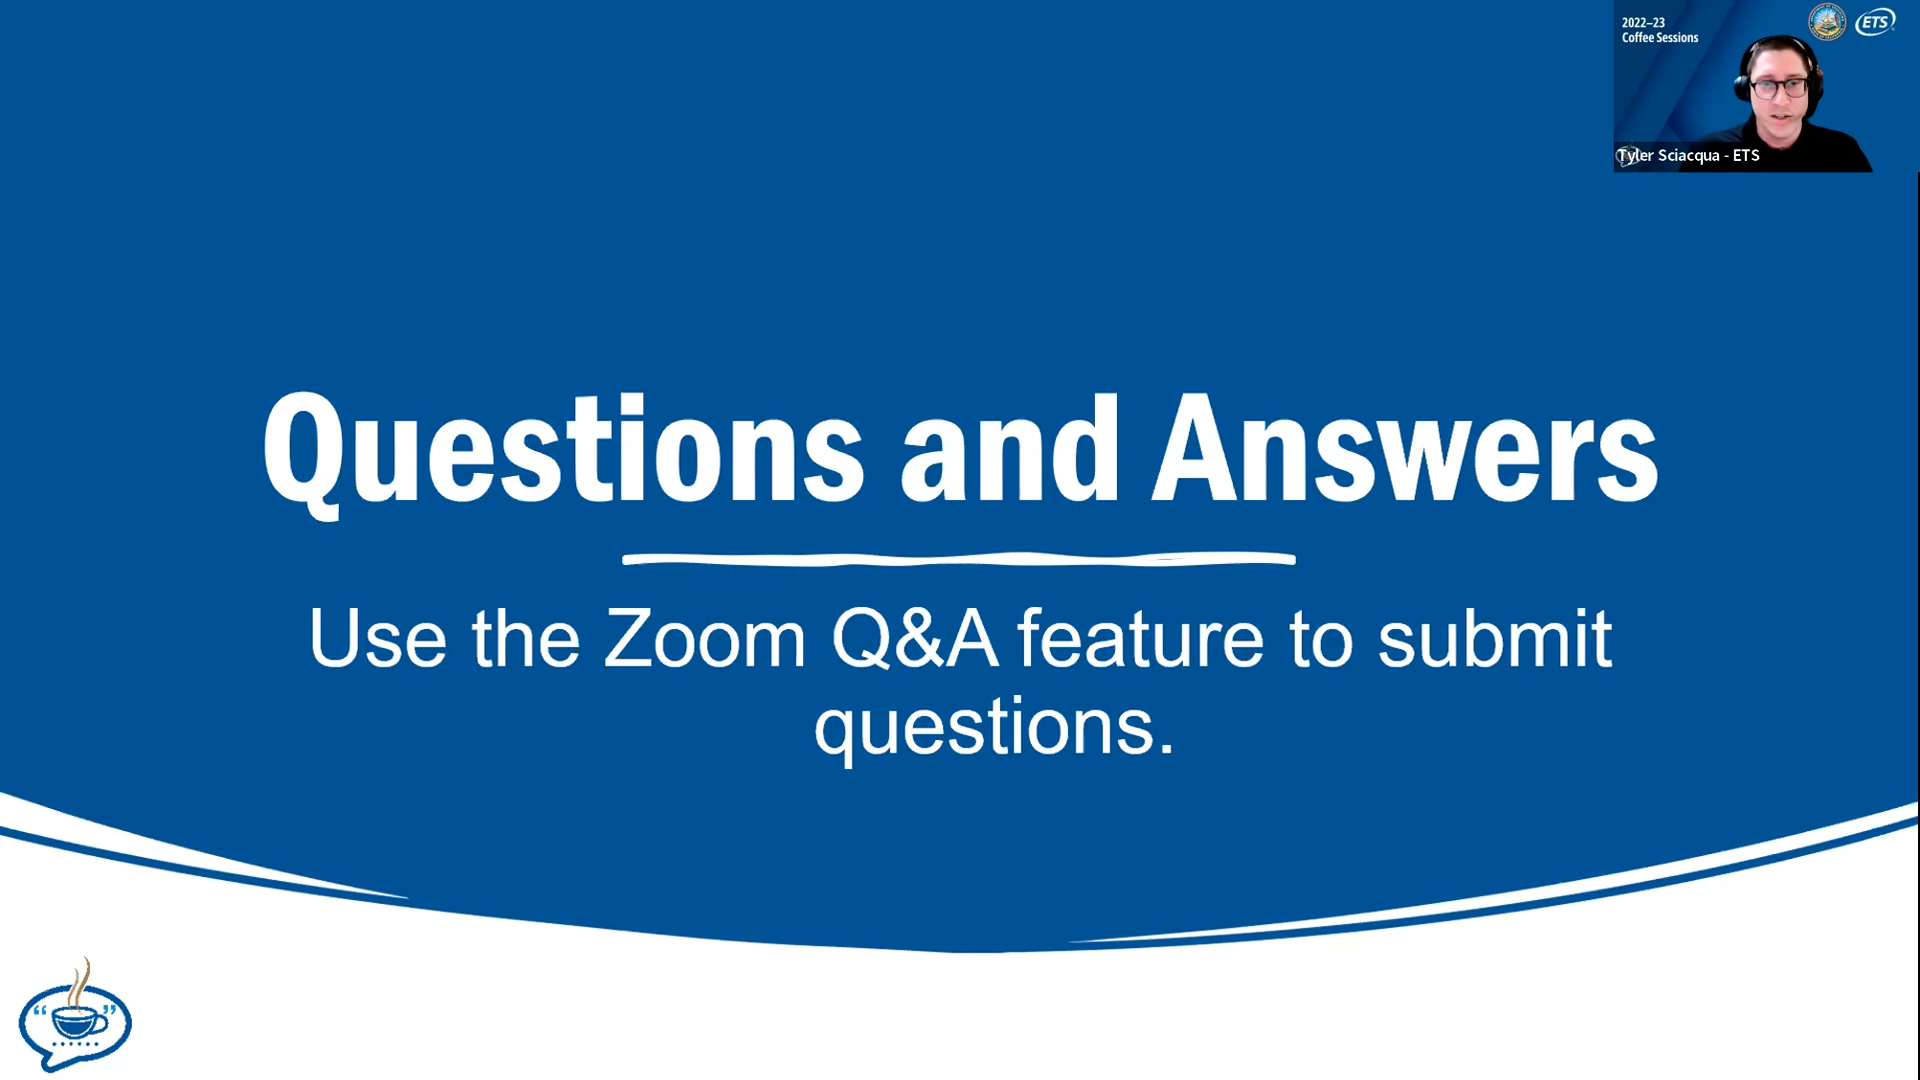 2022–23
Coffee Sessions
ETS
Tyler Sciacqua - ETS
Questions and Answers
Use the Zoom Q&A feature to submit
questions.